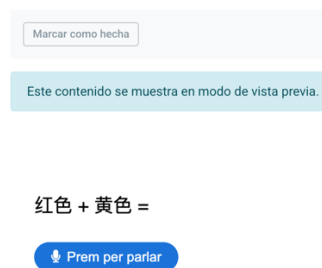 Marcar como hecha
Este contenido se muestra en modo de vista previa.
红色 + 黄色 =
Prem per parlar